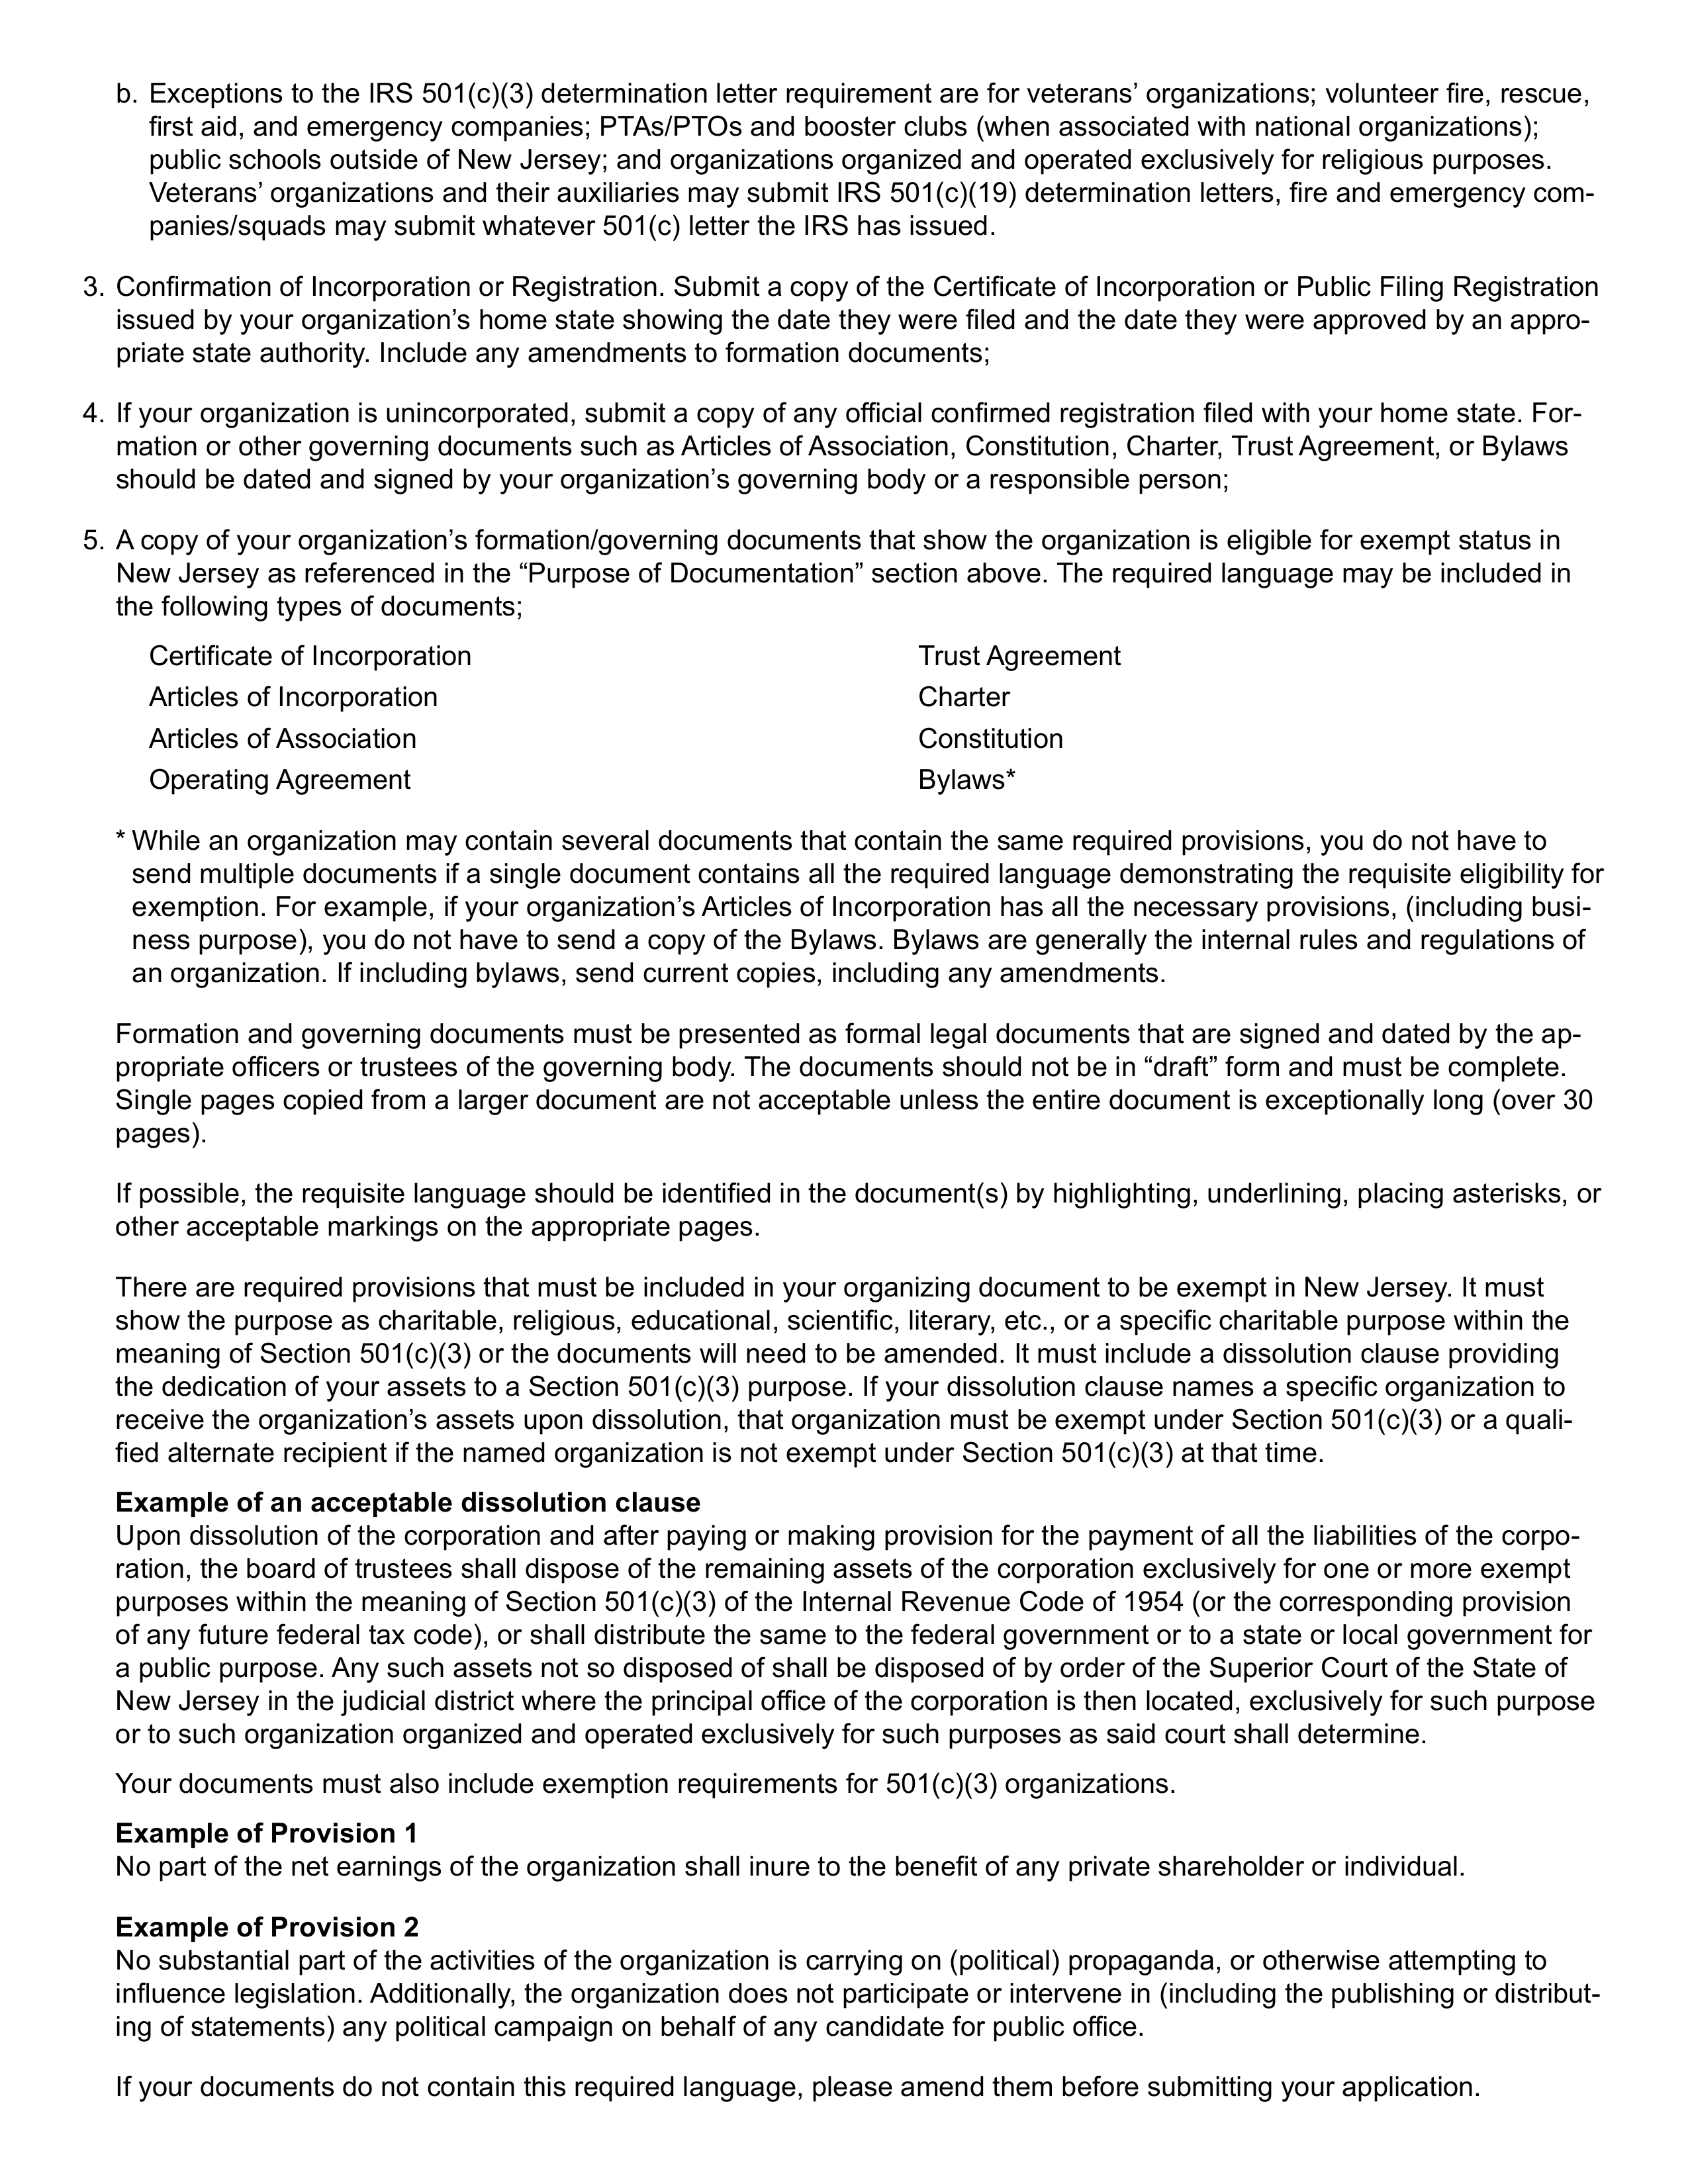 b. Exceptions to the IRS 501(c)(3) determination letter requirement are for veterans’ organizations; volunteer fire, rescue,
first aid, and emergency companies; PTAs/PTOs and booster clubs (when associated with national organizations);
public schools outside of New Jersey; and organizations organized and operated exclusively for religious purposes.
Veterans’ organizations and their auxiliaries may submit IRS 501(c)(19) determination letters, fire and emergency com-
panies/squads may submit whatever 501(c) letter the IRS has issued.
3. Confirmation of Incorporation or Registration. Submit a copy of the Certificate of Incorporation or Public Filing Registration
issued by your organization’s home state showing the date they were filed and the date they were approved by an appro-
priate state authority. Include any amendments to formation documents;
4. If your organization is unincorporated, submit a copy of any official confirmed registration filed with your home state. For-
mation or other governing documents such as Articles of Association, Constitution, Charter, Trust Agreement, or Bylaws
should be dated and signed by your organization’s governing body or a responsible person;
5. A copy of your organization’s formation/governing documents that show the organization is eligible for exempt status in
New Jersey as referenced in the “Purpose of Documentation” section above. The required language may be included in
the following types of documents;
Certificate of Incorporation
Articles of Incorporation
Articles of Association
Operating Agreement
Trust Agreement
Charter
Constitution
Bylaws*
* While an organization may contain several documents that contain the same required provisions, you do not have to
send multiple documents if a single document contains all the required language demonstrating the requisite eligibility for
exemption. For example, if your organization’s Articles of Incorporation has all the necessary provisions, (including busi-
ness purpose), you do not have to send a copy of the Bylaws. Bylaws are generally the internal rules and regulations of
an organization. If including bylaws, send current copies, including any amendments.
Formation and governing documents must be presented as formal legal documents that are signed and dated by the ap-
propriate officers or trustees of the governing body. The documents should not be in “draft” form and must be complete.
Single pages copied from a larger document are not acceptable unless the entire document is exceptionally long (over 30
pages).
If possible, the requisite language should be identified in the document(s) by highlighting, underlining, placing asterisks, or
other acceptable markings on the appropriate pages.
There are required provisions that must be included in your organizing document to be exempt in New Jersey. It must
show the purpose as charitable, religious, educational, scientific, literary, etc., or a specific charitable purpose within the
meaning of Section 501(c)(3) or the documents will need to be amended. It must include a dissolution clause providing
the dedication of your assets to a Section 501(c)(3) purpose. If your dissolution clause names a specific organization to
receive the organization’s assets upon dissolution, that organization must be exempt under Section 501(c)(3) or a quali-
fied alternate recipient if the named organization is not exempt under Section 501(c)(3) at that time.
Example of an acceptable dissolution clause
Upon dissolution of the corporation and after paying or making provision for the payment of all the liabilities of the corpo-
ration, the board of trustees shall dispose of the remaining assets of the corporation exclusively for one or more exempt
purposes within the meaning of Section 501(c)(3) of the Internal Revenue Code of 1954 (or the corresponding provision
of any future federal tax code), or shall distribute the same to the federal government or to a state or local government for
a public purpose. Any such assets not so disposed of shall be disposed of by order of the Superior Court of the State of
New Jersey in the judicial district where the principal office of the corporation is then located, exclusively for such purpose
or to such organization organized and operated exclusively for such purposes as said court shall determine.
Your documents must also include exemption requirements for 501(c)(3) organizations.
Example of Provision 1
No part of the net earnings of the organization shall inure to the benefit of any private shareholder or individual.
Example of Provision 2
No substantial part of the activities of the organization is carrying on (political) propaganda, or otherwise attempting to
influence legislation. Additionally, the organization does not participate or intervene in (including the publishing or distribut-
ing of statements) any political campaign on behalf of any candidate for public office.
If your documents do not contain this required language, please amend them before submitting your application.